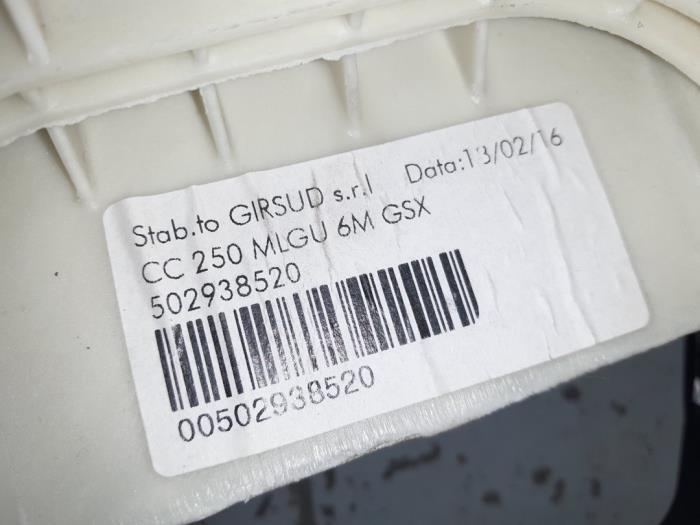 Stab.to GIRSUD s.r.l Data:13/02/16
CC 250 MLGU 6M GSX
502938520
00502938520